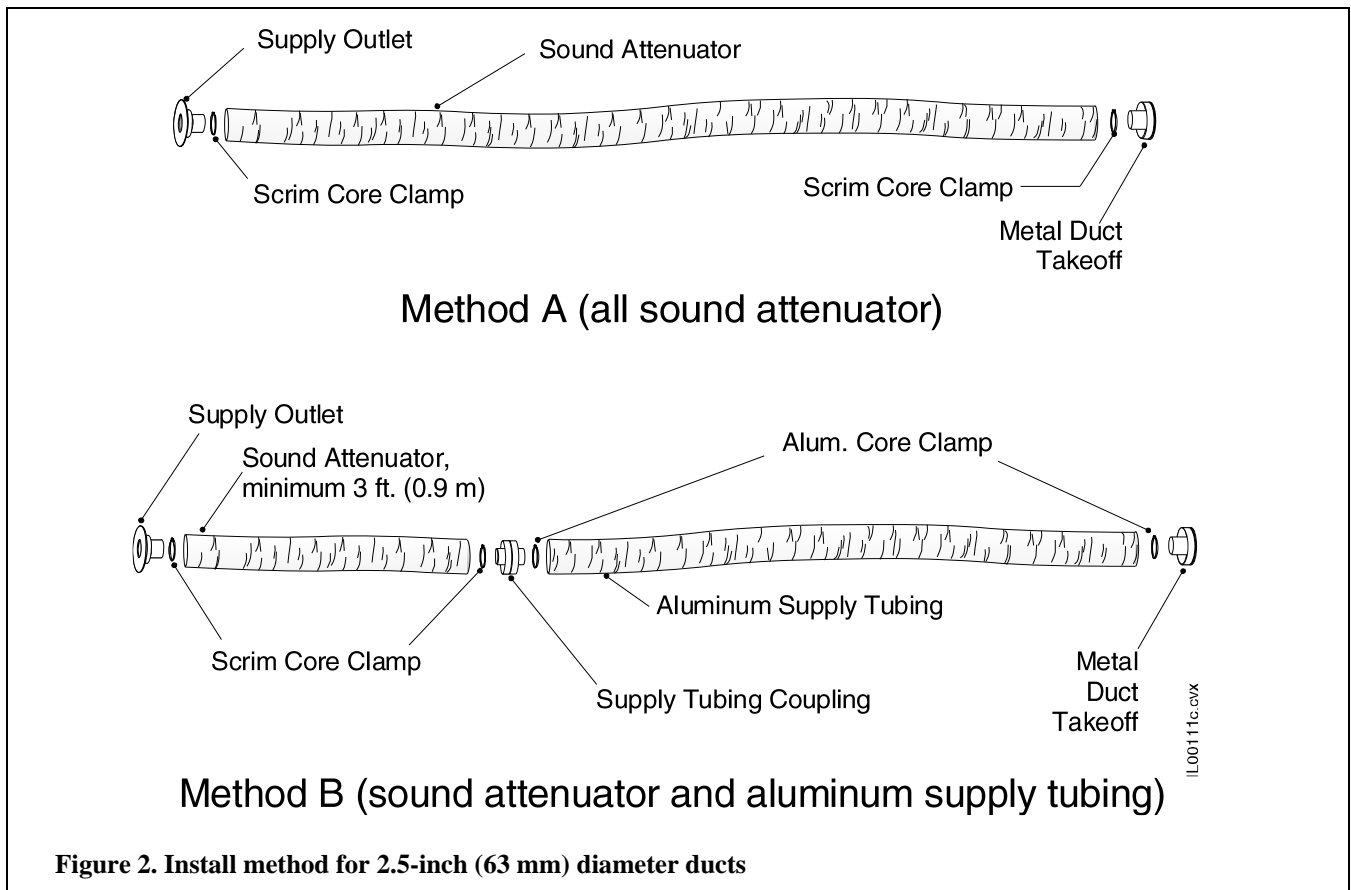 Supply Outlet
Sound Attenuator
Scrim Core Clamp
Scrim Core Clamp
Metal Duct
Takeoff
Method A (all sound attenuator)
Supply Outlet
Sound Attenuator,
minimum 3 ft. (0.9 m)
Alum. Core Clamp
Aluminum Supply Tubing
Scrim Core Clamp
Supply Tubing Coupling
Metal
Duct
Takeoff
IL00111c.cvx
Method B (sound attenuator and aluminum supply tubing)
Figure 2. Install method for 2.5-inch (63 mm) diameter ducts